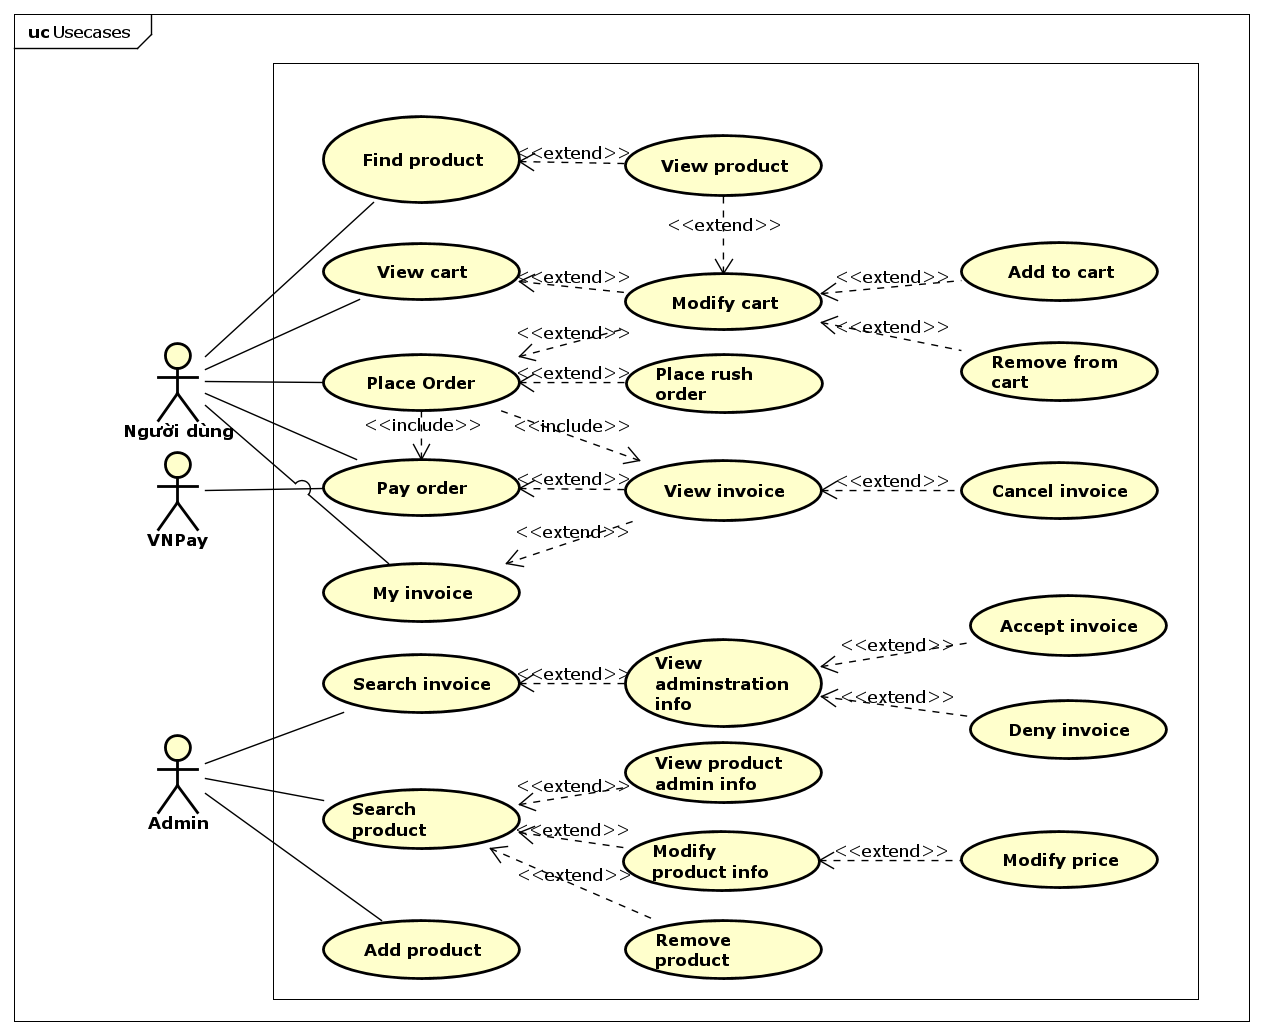 uc Usecases
Find product
<<extend>>
View product
<<extend>>
View cart
<<extend>>
Modify cart
<<extend>>
Add to cart
<<extend>>
<<extend>>
Remove from
cart
Place Order
<<extend>>
Place rush
order
Người dùng
<<include>>
<<include>>
Pay order
<<extend>>
View invoice
<<extend>>
Cancel invoice
VNPay
<<extend>>
My invoice
Accept invoice
Search invoice
<<extend>>
View
adminstration
info
<<extend>>
<<extend>>
Deny invoice
View product
admin info
<<extend>>
Admin
Search
product
<<extend>>
Modify
product info
<<extend>>
Modify price
<<extend>>
Add product
Remove
product